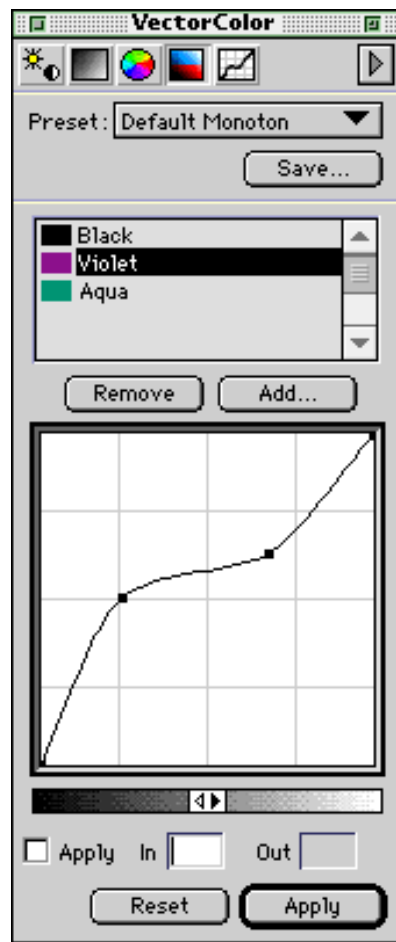 VectorColor
Preset: Default Monoton
Save...
Black
Violet
Aqua
Remove Add...
Apply In Out
Reset Apply